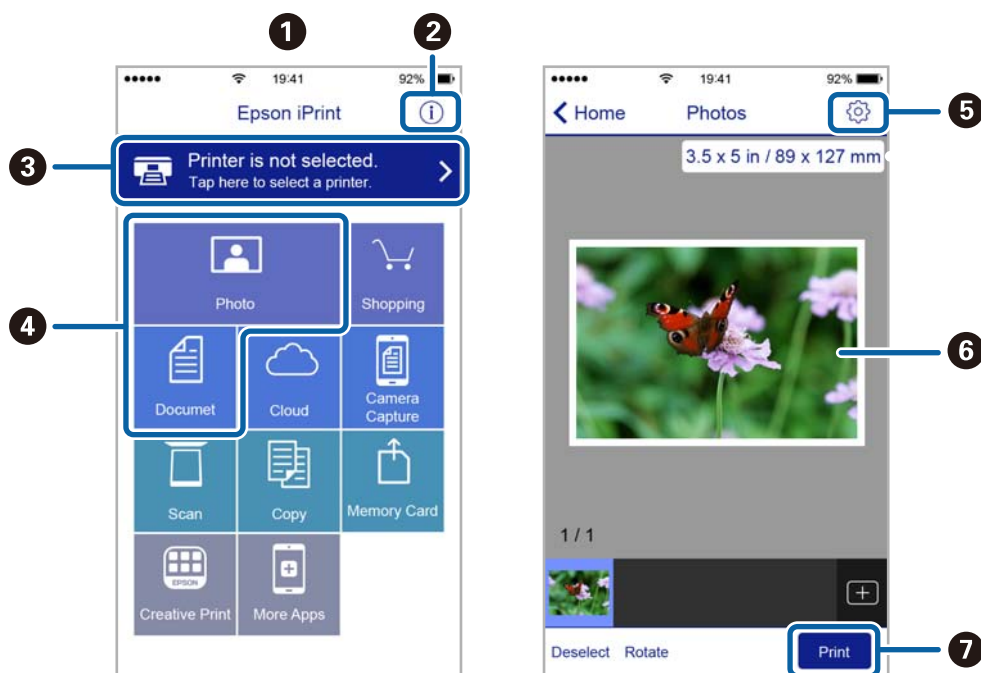 1
2
19:41
92%
Epson iPrint
i
3
Printer is not selected.
Tap here to select a printer.
4
Photo
Shopping
Documet
Cloud
Camera
Capture
Scan
Copy
Memory Card
EPSON
Creative Print
More Apps
19:41
92%
Home
Photos
5
3.5 x 5 in / 89 x 127 mm
6
1 / 1
Deselect
Rotate
Print
7